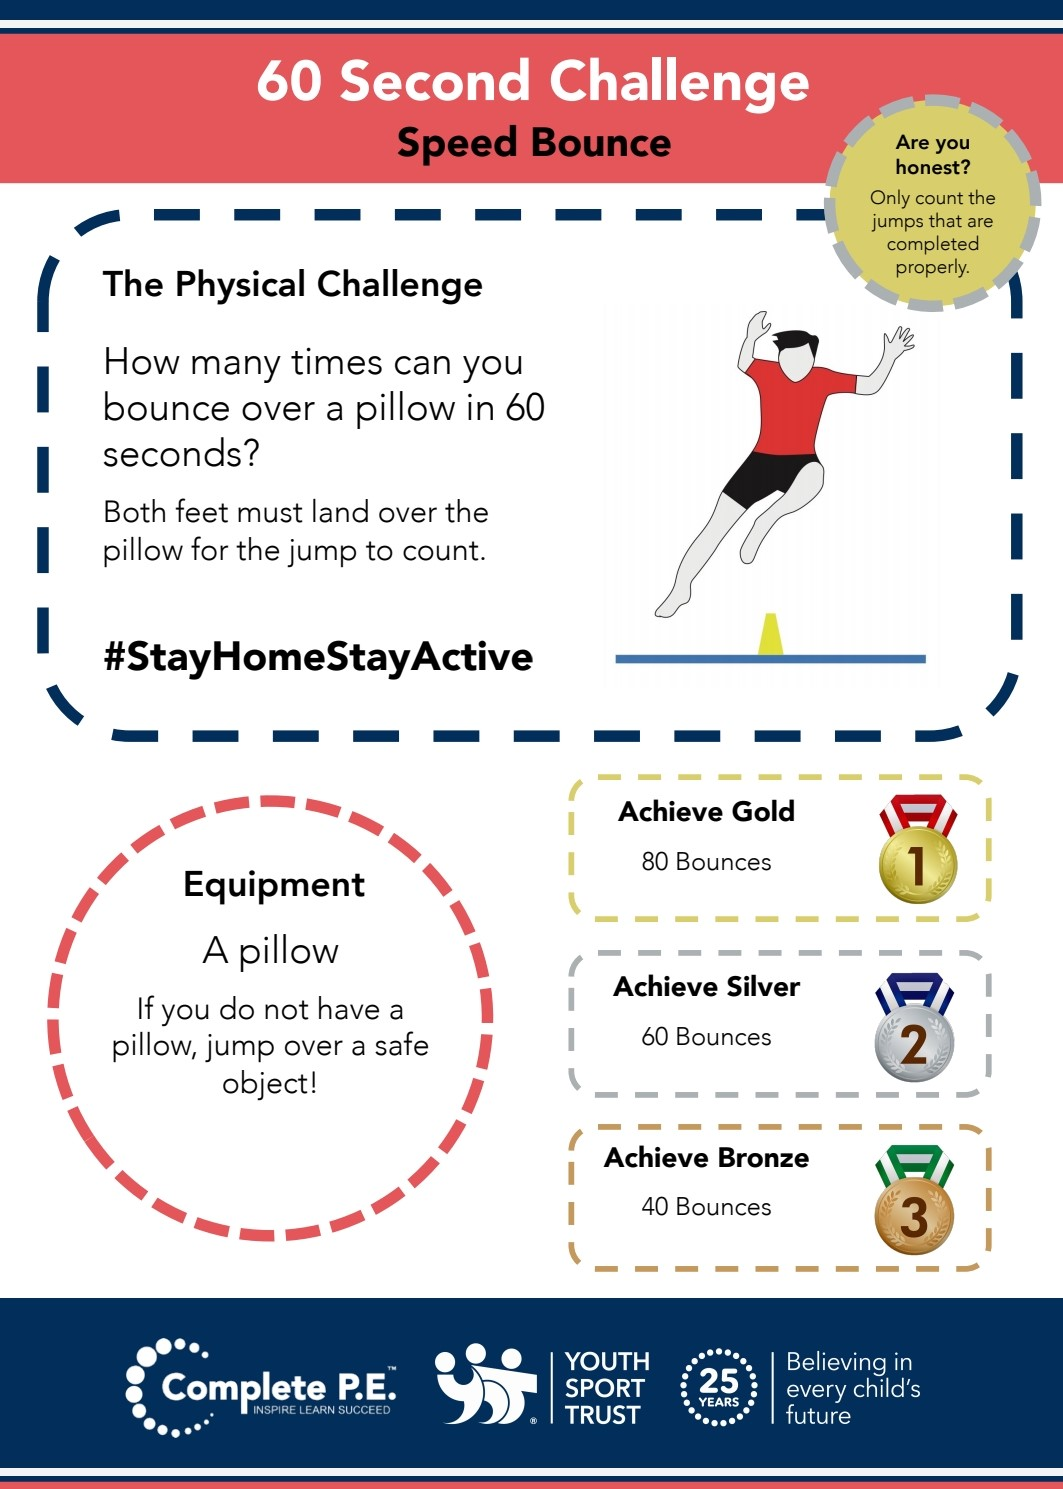 60 Second Challenge
Speed Bounce
Are you
honest?
Only count the
jumps that are
completed
properly.
The Physical Challenge
How many times can you
bounce over a pillow in 60
seconds?
Both feet must land over the
pillow for the jump to count.
#StayHomeStayActive
Equipment
A pillow
If you do not have a
pillow, jump over a safe
object!
Achieve Gold
80 Bounces
1
Achieve Silver
60 Bounces
2
Achieve Bronze
40 Bounces
3
Complete P.E.™
INSPIRE LEARN SUCCEED
®
YOUTH
SPORT
TRUST
25
YEARS
Believing in
every child's
future